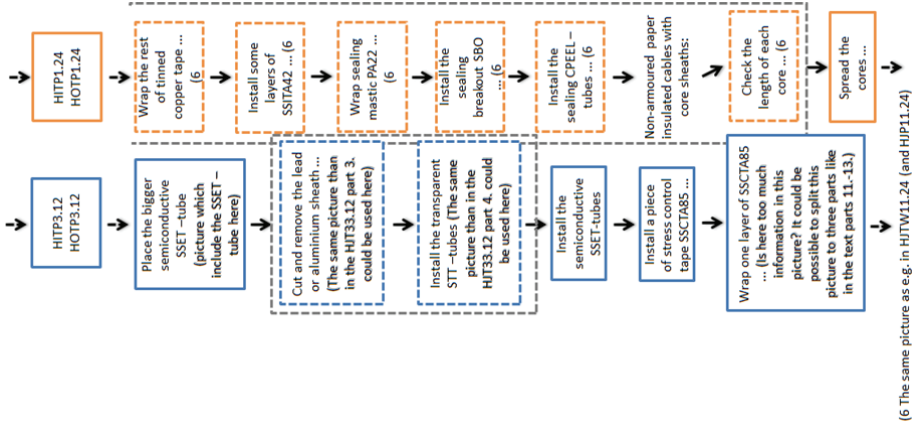 HITP1.24
HOTP1.24
Wrap the rest
of tinned
copper tape ...
(6
Install some
layers of
SSITA42 ... (6
Wrap sealing
mastic PA22 ...
(6
Install the
sealing
breakout SBO
... (6
Install the
sealing CPEEL –
tubes ... (6
Non-armoured paper
insulated cables with
core sheaths:
Check the
length of each
core ... (6
Spread the
cores ...
HITP3.12
HOTP3.12
Place the bigger
semiconductive
SSET –tube
(picture which
include the SSET –
tube here)
Cut and remove the lead
or aluminium sheath ...
(The same picture than
in the HJT33.12 part 3.
could be used here)
Install the transparent
STT –tubes (The same
picture than in the
HJT33.12 part 4. could
be used here)
Install the
semiconductive
SSET-tubes
Install a piece
of stress control
tape SSCTA85 ...
Wrap one layer of SSCTA85
... (Is here too much
information in this
picture? It could be
possible to split this
picture to three parts like
in the text parts 11.-13.)
(6 The same picture as e.g. in HJTW11.24 (and HJP11.24)